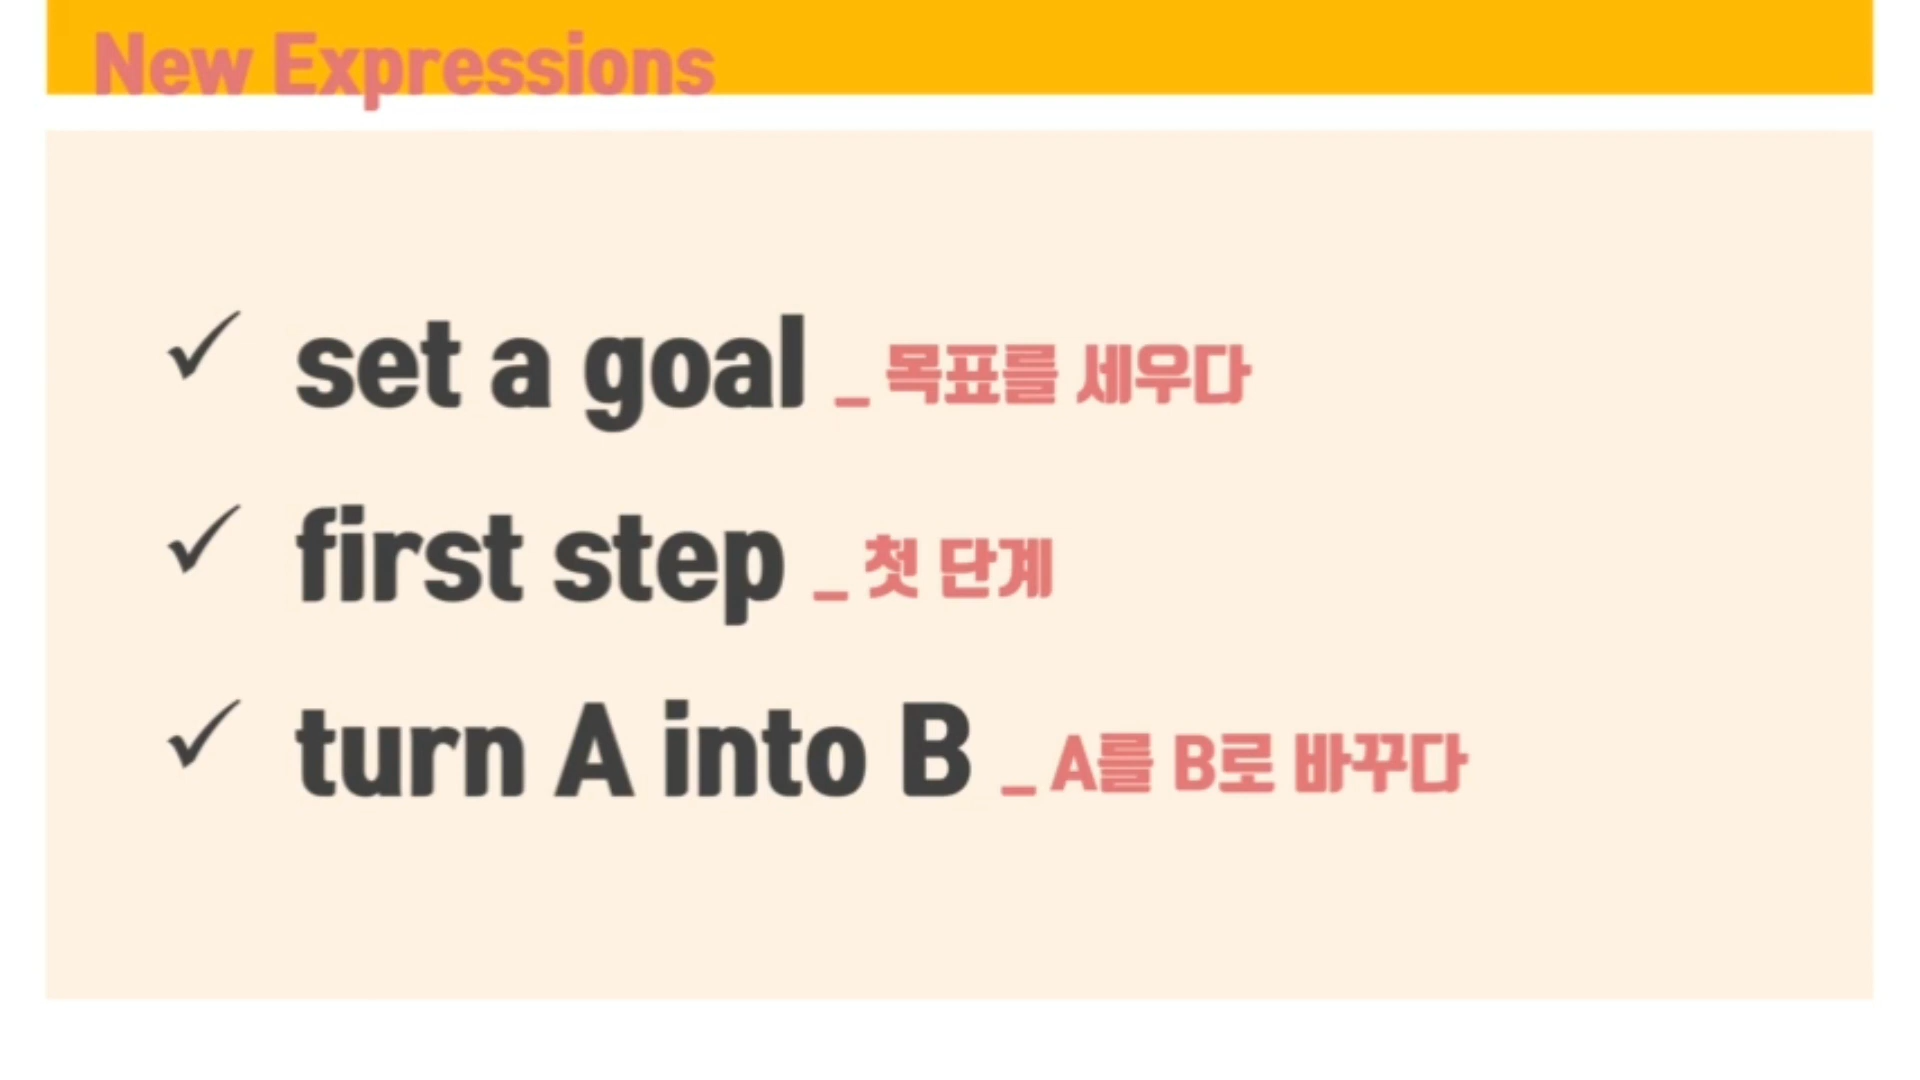 New Expressions
✓ set a goal _ 목표를 세우다
✓ first step _ 첫 단계
✓ turn A into B _ A를 B로 바꾸다